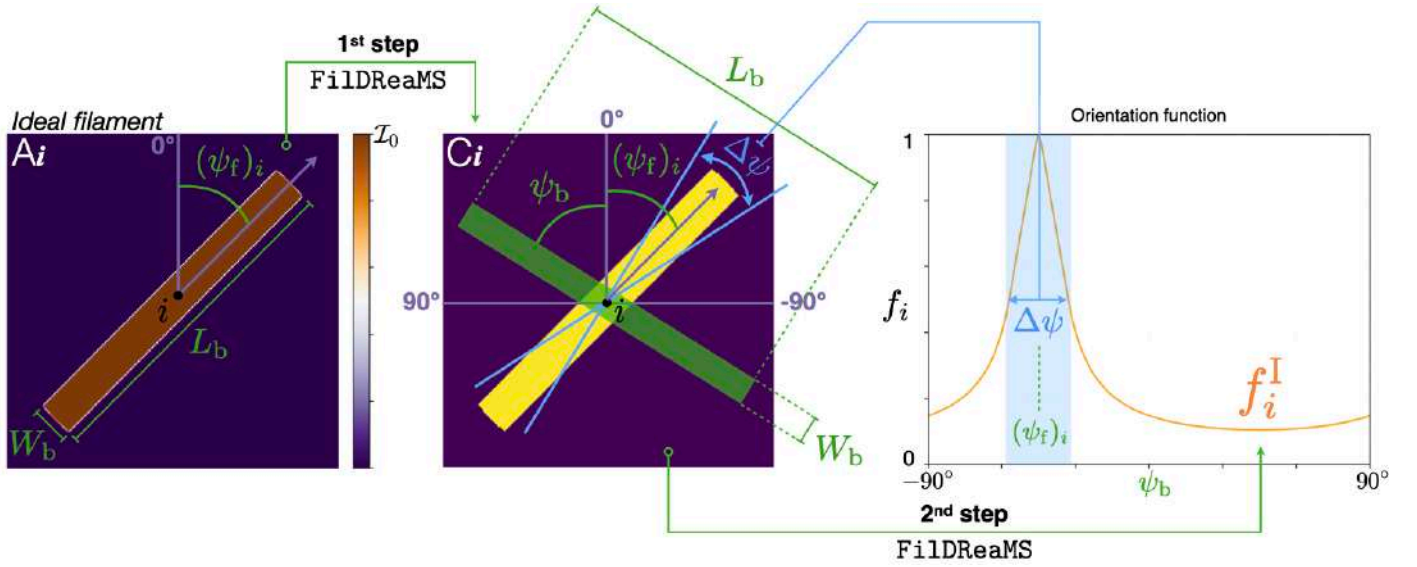 Ideal filament
Ai
0°
(ψf)i
i
Lb
Wb
I0
1st step
FilDReaMS
Ci
0°
ψb
(ψf)i
Δψ
Lb
90°
-90°
i
Wb
2nd step
FilDReaMS
Orientation function
1
fi
Δψ
(ψf)i
fiI
0
−90°
ψb
90°